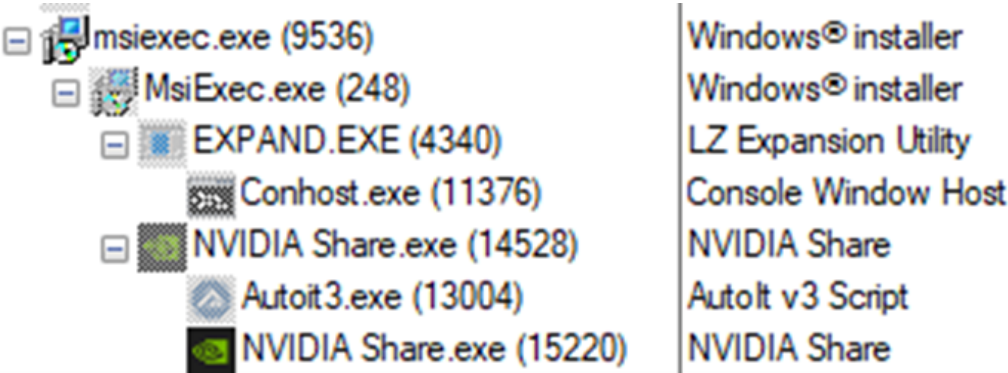 msiexec.exe (9536) Windows® installer
MsiExec.exe (248) Windows® installer
EXPAND.EXE (4340) LZ Expansion Utility
Conhost.exe (11376) Console Window Host
NVIDIA Share.exe (14528) NVIDIA Share
Autoit3.exe (13004) AutoIt v3 Script
NVIDIA Share.exe (15220) NVIDIA Share